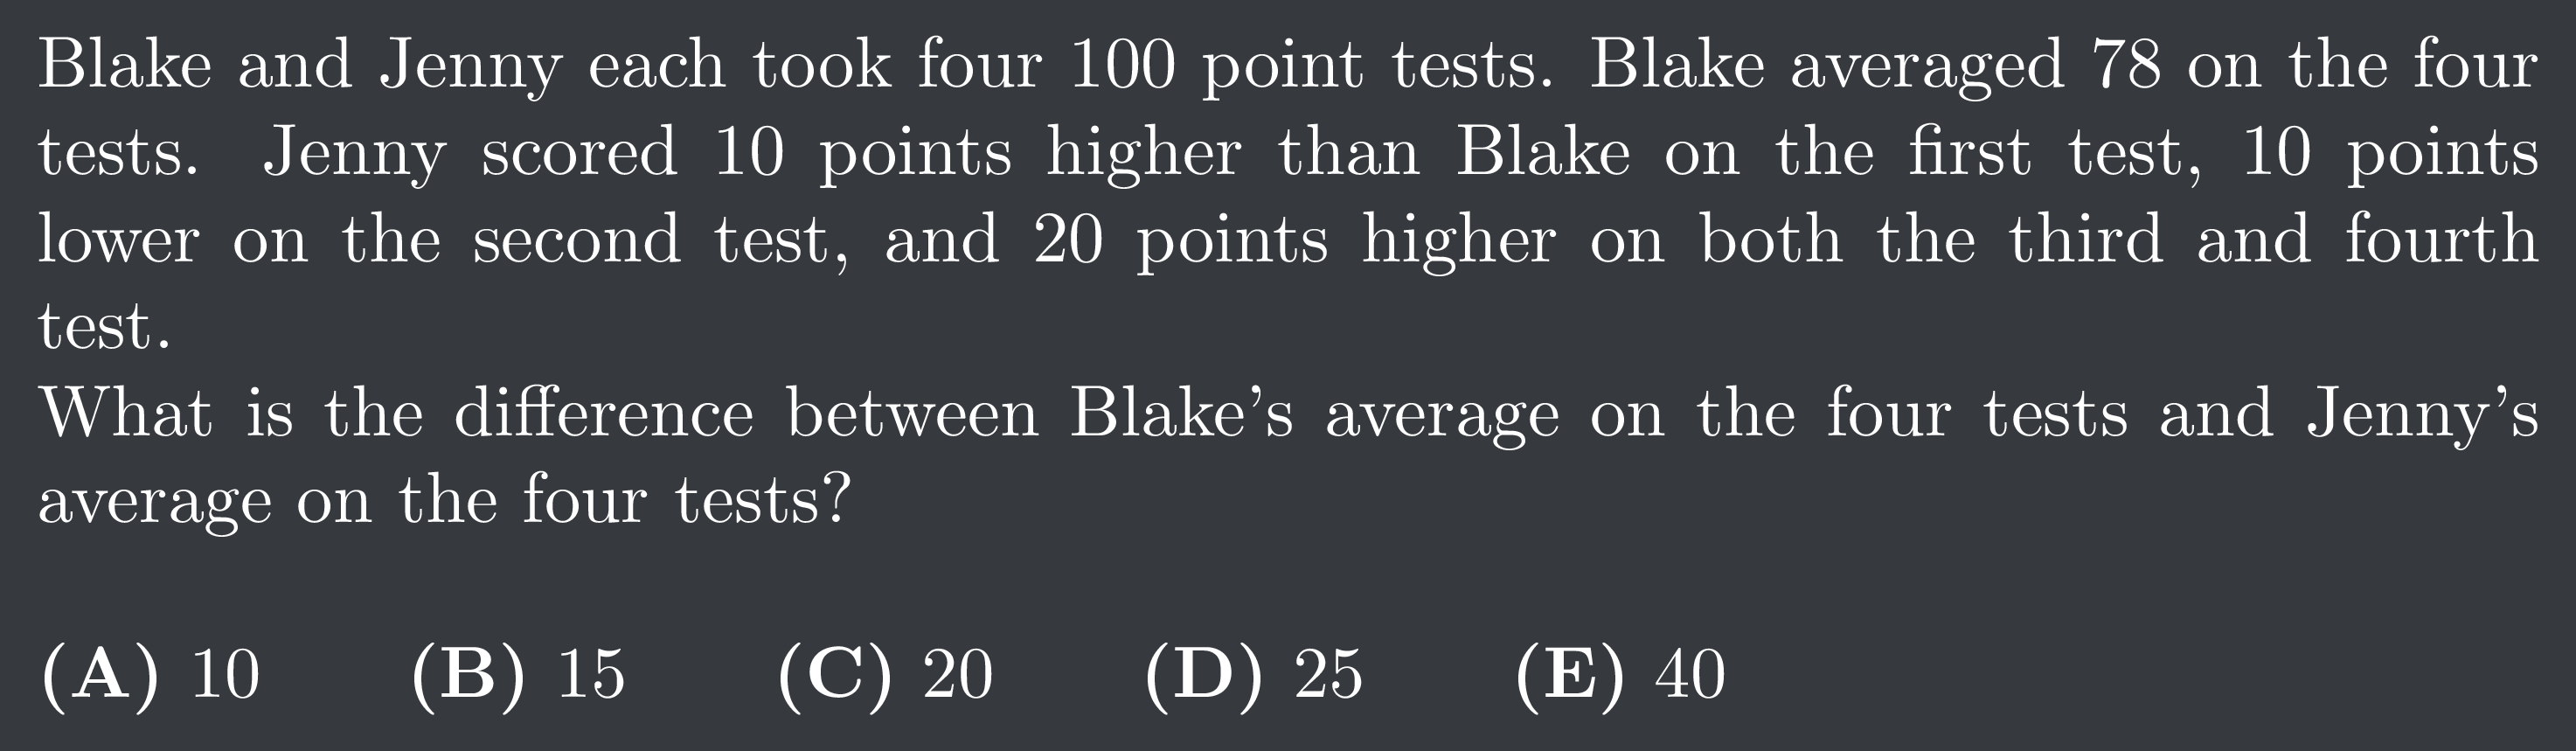 Blake and Jenny each took four 100 point tests. Blake averaged 78 on the four
tests. Jenny scored 10 points higher than Blake on the first test, 10 points
lower on the second test, and 20 points higher on both the third and fourth
test.
What is the difference between Blake's average on the four tests and Jenny's
average on the four tests?
(A) 10 (B) 15 (C) 20 (D) 25 (E) 40